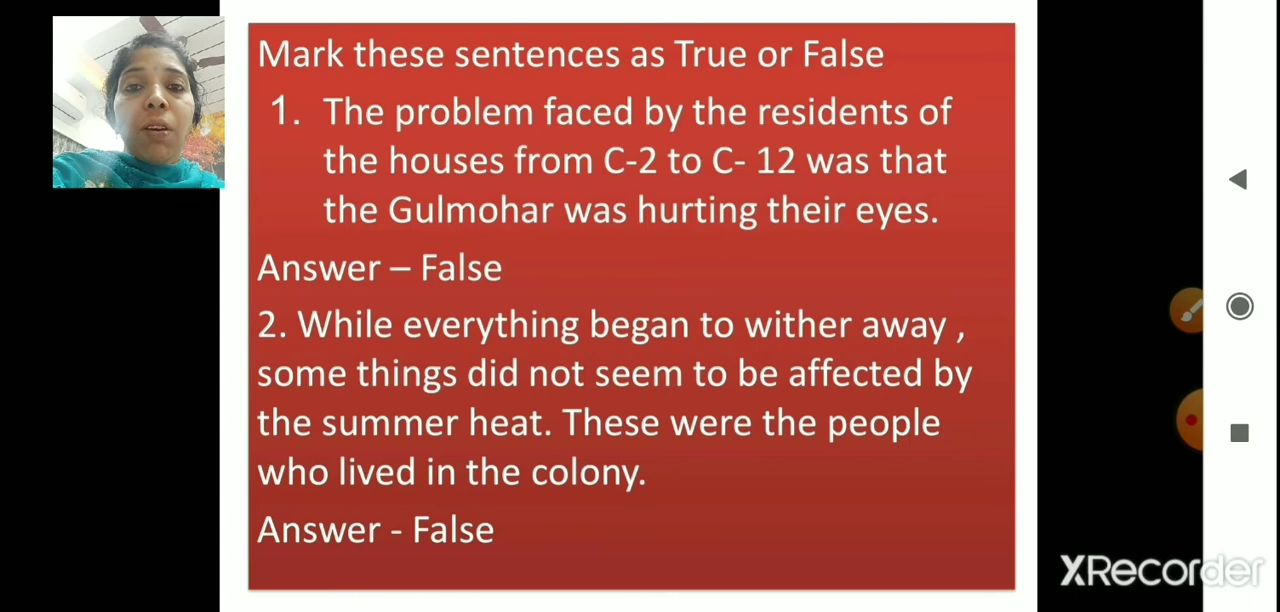 Mark these sentences as True or False
1. The problem faced by the residents of
the houses from C-2 to C- 12 was that
the Gulmohar was hurting their eyes.
Answer – False
2. While everything began to wither away ,
some things did not seem to be affected by
the summer heat. These were the people
who lived in the colony.
Answer - False
XRecorder